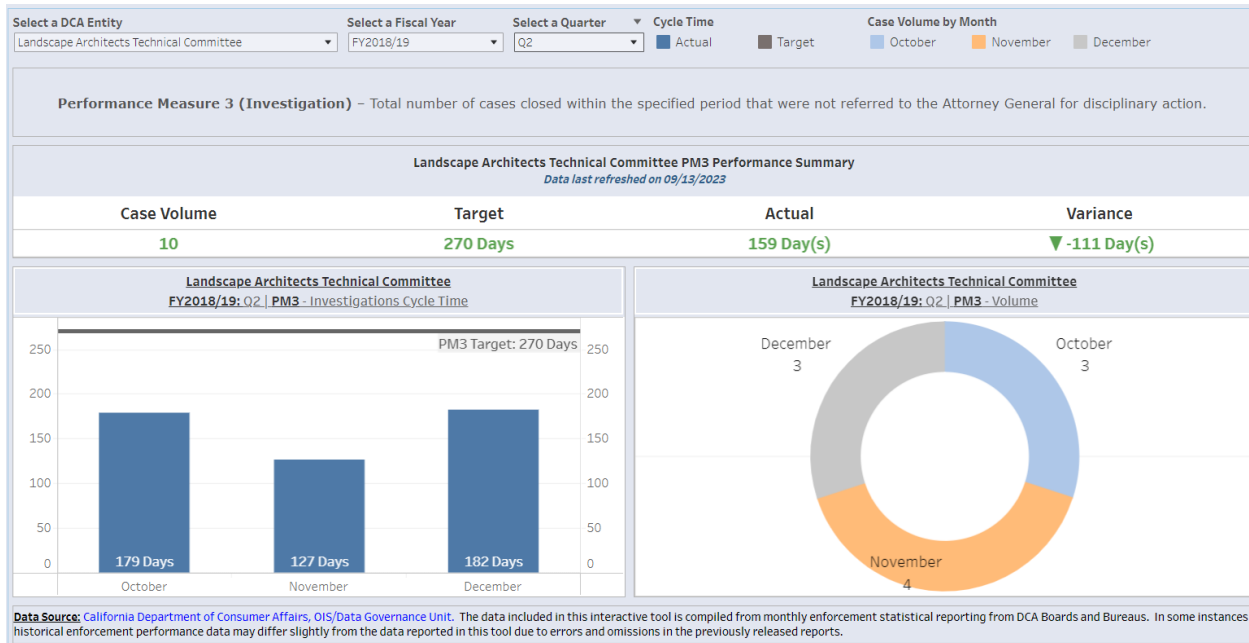 Select a DCA Entity
Select a Fiscal Year
Select a Quarter
Cycle Time
Case Volume by Month
Landscape Architects Technical Committee
FY2018/19
Q2
Actual
Target
October
November
December
Performance Measure 3 (Investigation) – Total number of cases closed within the specified period that were not referred to the Attorney General for disciplinary action.
Landscape Architects Technical Committee PM3 Performance Summary
Data last refreshed on 09/13/2023
Case Volume
Target
Actual
Variance
10
270 Days
159 Day(s)
▼ -111 Day(s)
Landscape Architects Technical Committee
FY2018/19: Q2 | PM3 - Investigations Cycle Time
PM3 Target: 270 Days
250
200
150
100
50
0
250
200
150
100
50
0
179 Days
127 Days
182 Days
October
November
December
Landscape Architects Technical Committee
FY2018/19: Q2 | PM3 - Volume
December
3
October
3
November
4
Data Source: California Department of Consumer Affairs, OIS/Data Governance Unit. The data included in this interactive tool is compiled from monthly enforcement statistical reporting from DCA Boards and Bureaus. In some instances
historical enforcement performance data may differ slightly from the data reported in this tool due to errors and omissions in the previously released reports.